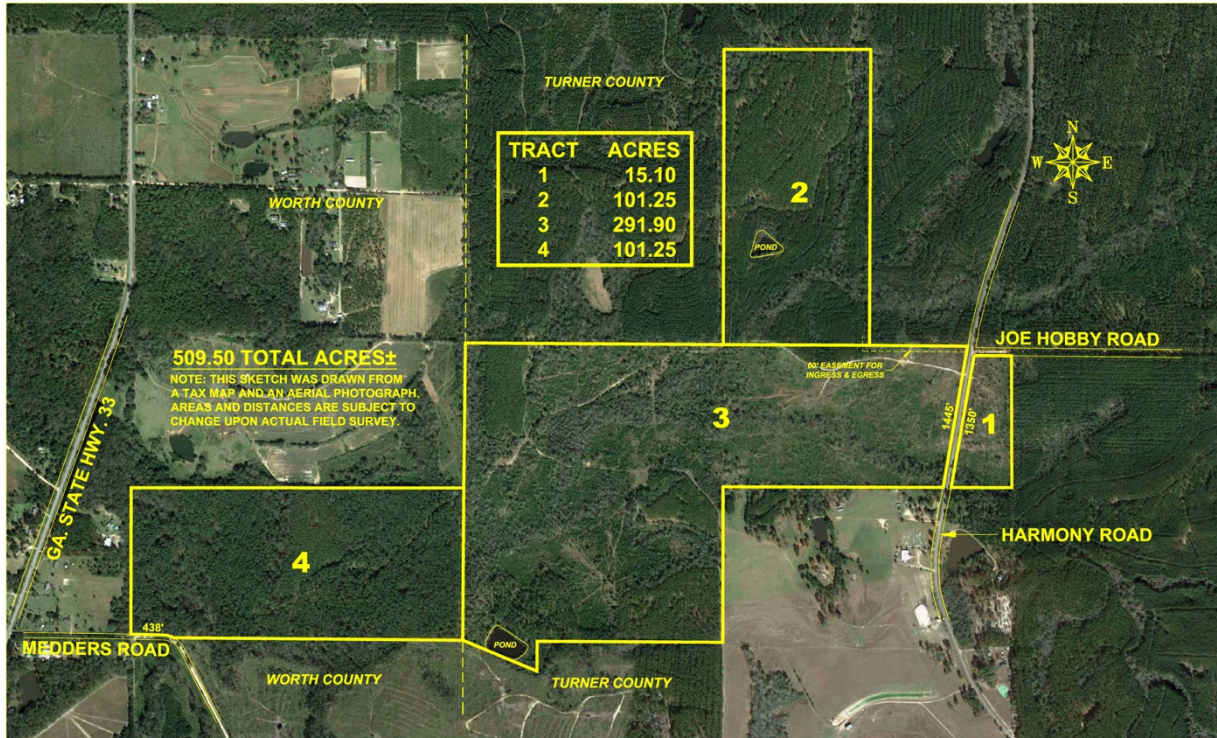 TURNER COUNTY
TRACT ACRES
1 15.10
2 101.25
3 291.90
4 101.25
N
W E
S
2
WORTH COUNTY
POND
JOE HOBBY ROAD
509.50 TOTAL ACRES±
NOTE: THIS SKETCH WAS DRAWN FROM
A TAX MAP AND AN AERIAL PHOTOGRAPH.
AREAS AND DISTANCES ARE SUBJECT TO
CHANGE UPON ACTUAL FIELD SURVEY.
60' EASEMENT FOR
INGRESS & EGRESS
3
1445'
1350'
1
GA. STATE HWY. 33
HARMONY ROAD
4
438'
MEDDERS ROAD
POND
WORTH COUNTY
TURNER COUNTY